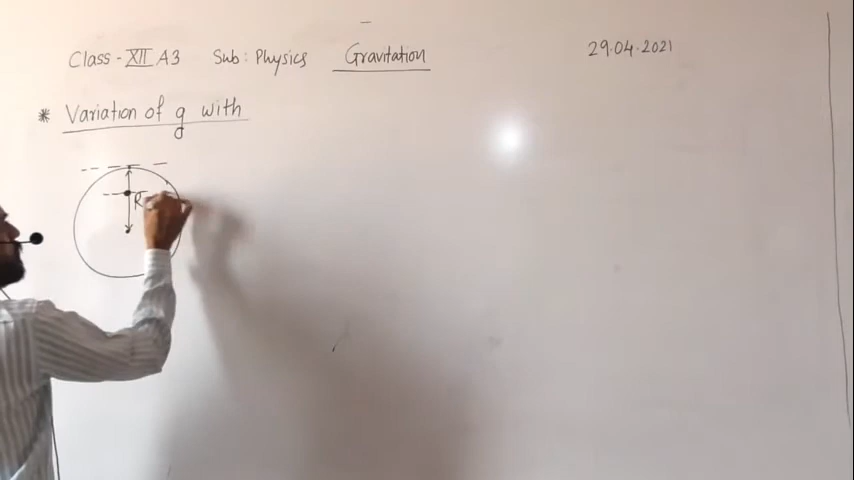 Class - XII A3 Sub : Physics Gravitation 29.04.2021
* Variation of g with
R